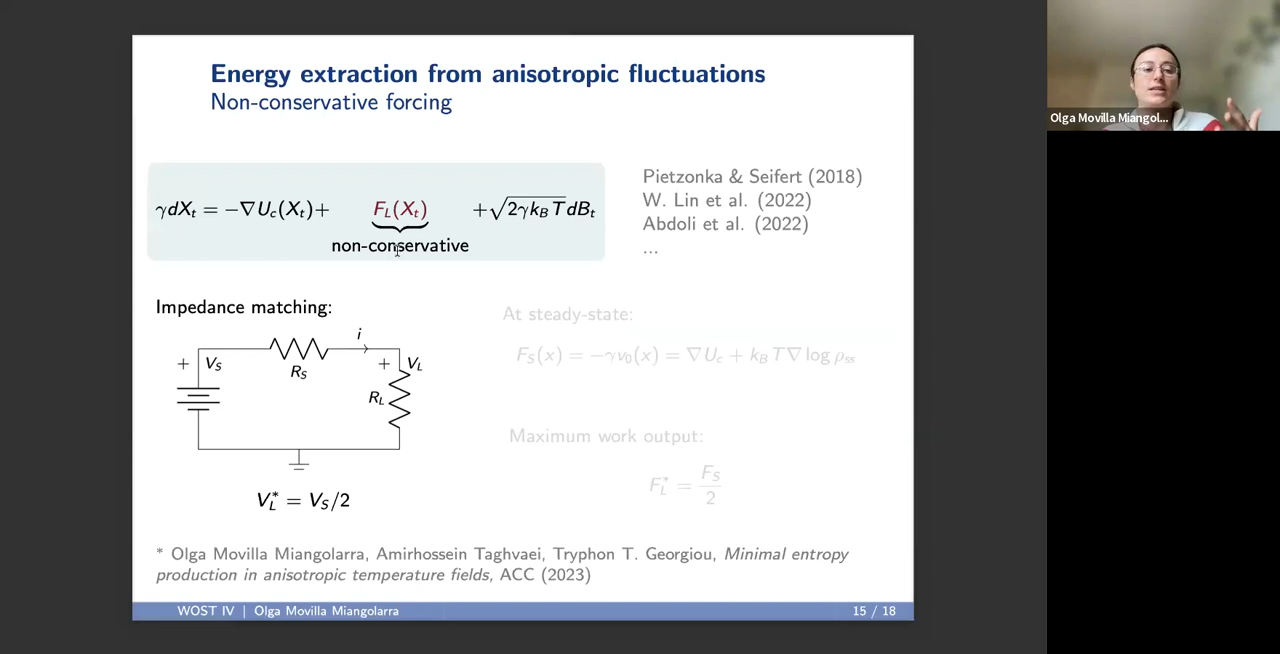 Energy extraction from anisotropic fluctuations
Non-conservative forcing
γdX_t = −∇U_c(X_t)+ F_L(X_t) +√2γk_B T dB_t
non-conservative
Pietzonka & Seifert (2018)
W. Lin et al. (2022)
Abdoli et al. (2022)
...
Impedance matching:
i
+ V_S
R_S
+ V_L
R_L
V_L^* = V_S/2
At steady-state:
F_S(x) = −γv_0(x) = ∇U_c + k_B T∇ log ρ_ss
Maximum work output:
F_L^* = F_S/2
* Olga Movilla Miangolarra, Amirhossein Taghvaei, Tryphon T. Georgiou, Minimal entropy
production in anisotropic temperature fields, ACC (2023)
WOST IV | Olga Movilla Miangolarra
15 / 18
Olga Movilla Miangol...